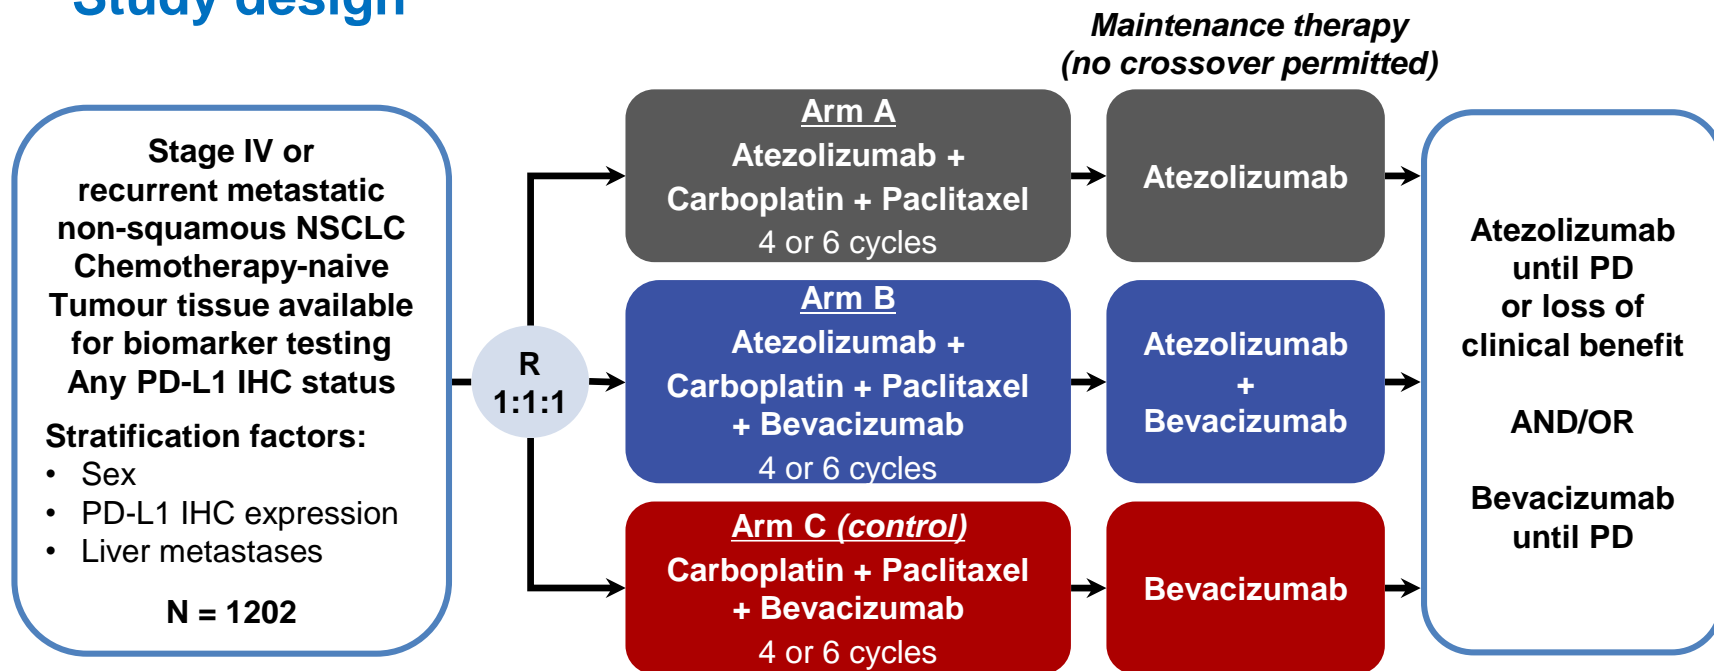 Study design
Maintenance therapy
(no crossover permitted)
Stage IV or
recurrent metastatic
non-squamous NSCLC
Chemotherapy-naive
Tumour tissue available
for biomarker testing
Any PD-L1 IHC status
Stratification factors:
• Sex
• PD-L1 IHC expression
• Liver metastases
N = 1202
R
1:1:1
Arm A
Atezolizumab +
Carboplatin + Paclitaxel
4 or 6 cycles
Atezolizumab
Arm B
Atezolizumab +
Carboplatin + Paclitaxel
+ Bevacizumab
4 or 6 cycles
Atezolizumab
+
Bevacizumab
Arm C (control)
Carboplatin + Paclitaxel
+ Bevacizumab
4 or 6 cycles
Bevacizumab
Atezolizumab
until PD
or loss of
clinical benefit
AND/OR
Bevacizumab
until PD